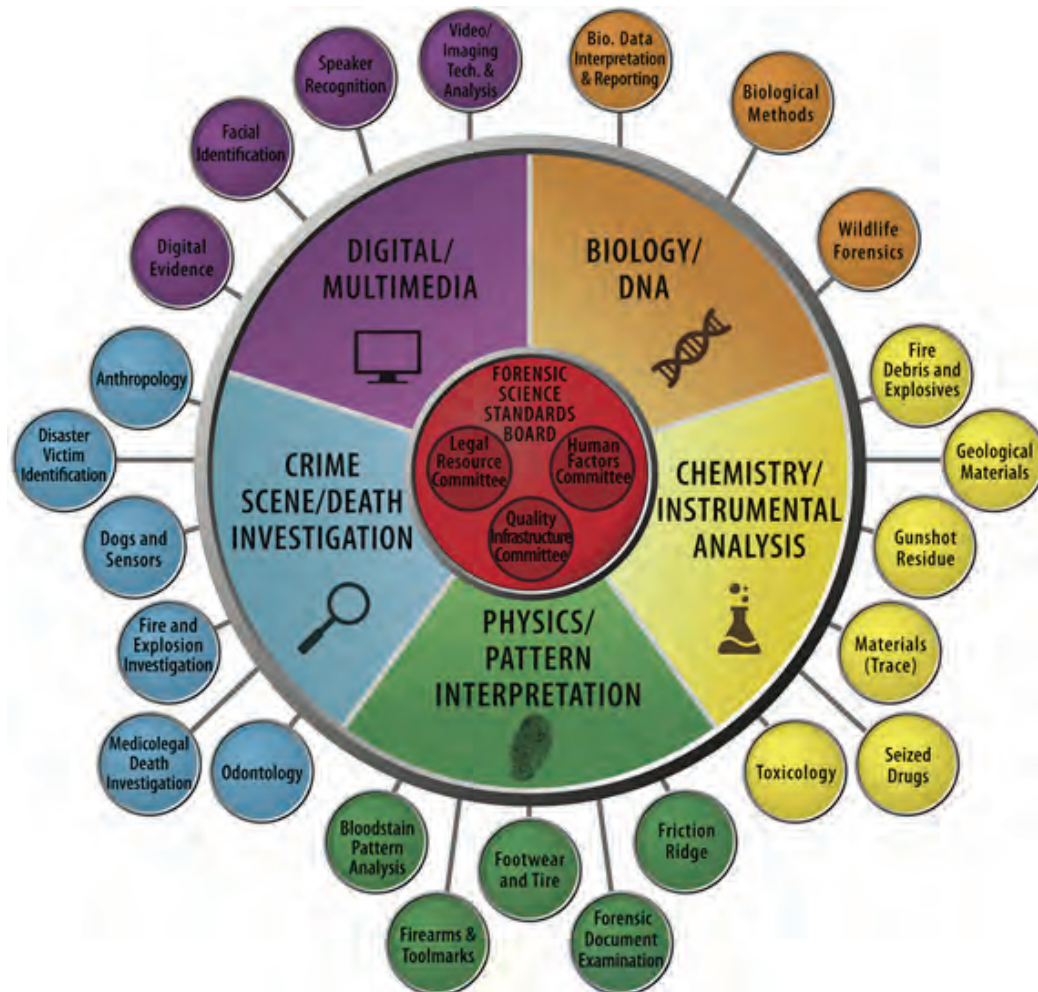 Video/
Imaging
Tech. &
Analysis
Bio. Data
Interpretation
& Reporting
Speaker
Recognition
Biological
Methods
Facial
Identification
Wildlife
Forensics
Digital
Evidence
DIGITAL/
MULTIMEDIA
BIOLOGY/
DNA
Anthropology
Fire
Debris and
Explosives
Disaster
Victim
Identification
Geological
Materials
FORENSIC
SCIENCE
STANDARDS
BOARD
Legal
Resource
Committee
Human
Factors
Committee
Quality
Infrastructure
Committee
CRIME
SCENE/DEATH
INVESTIGATION
CHEMISTRY/
INSTRUMENTAL
ANALYSIS
Dogs and
Sensors
Gunshot
Residue
Fire and
Explosion
Investigation
Materials
(Trace)
PHYSICS/
PATTERN
INTERPRETATION
Medicolegal
Death
Investigation
Odontology
Toxicology
Seized
Drugs
Bloodstain
Pattern
Analysis
Footwear
and Tire
Friction
Ridge
Firearms &
Toolmarks
Forensic
Document
Examination